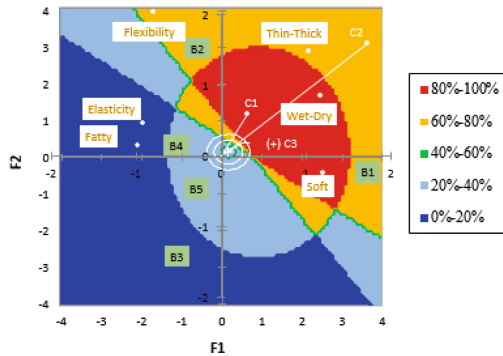 4
3
2
1
0
-1
-2
-3
-4
F2
-4
-3
-2
-1
0
1
2
3
4
F1
2
1
0
-1
-2
-2
-1
0
1
2
Flexibility
B2
Thin-Thick
C2
Elasticity
C1
Wet-Dry
Fatty
B4
(+) C3
B1
Soft
B5
B3
80%-100%
60%-80%
40%-60%
20%-40%
0%-20%